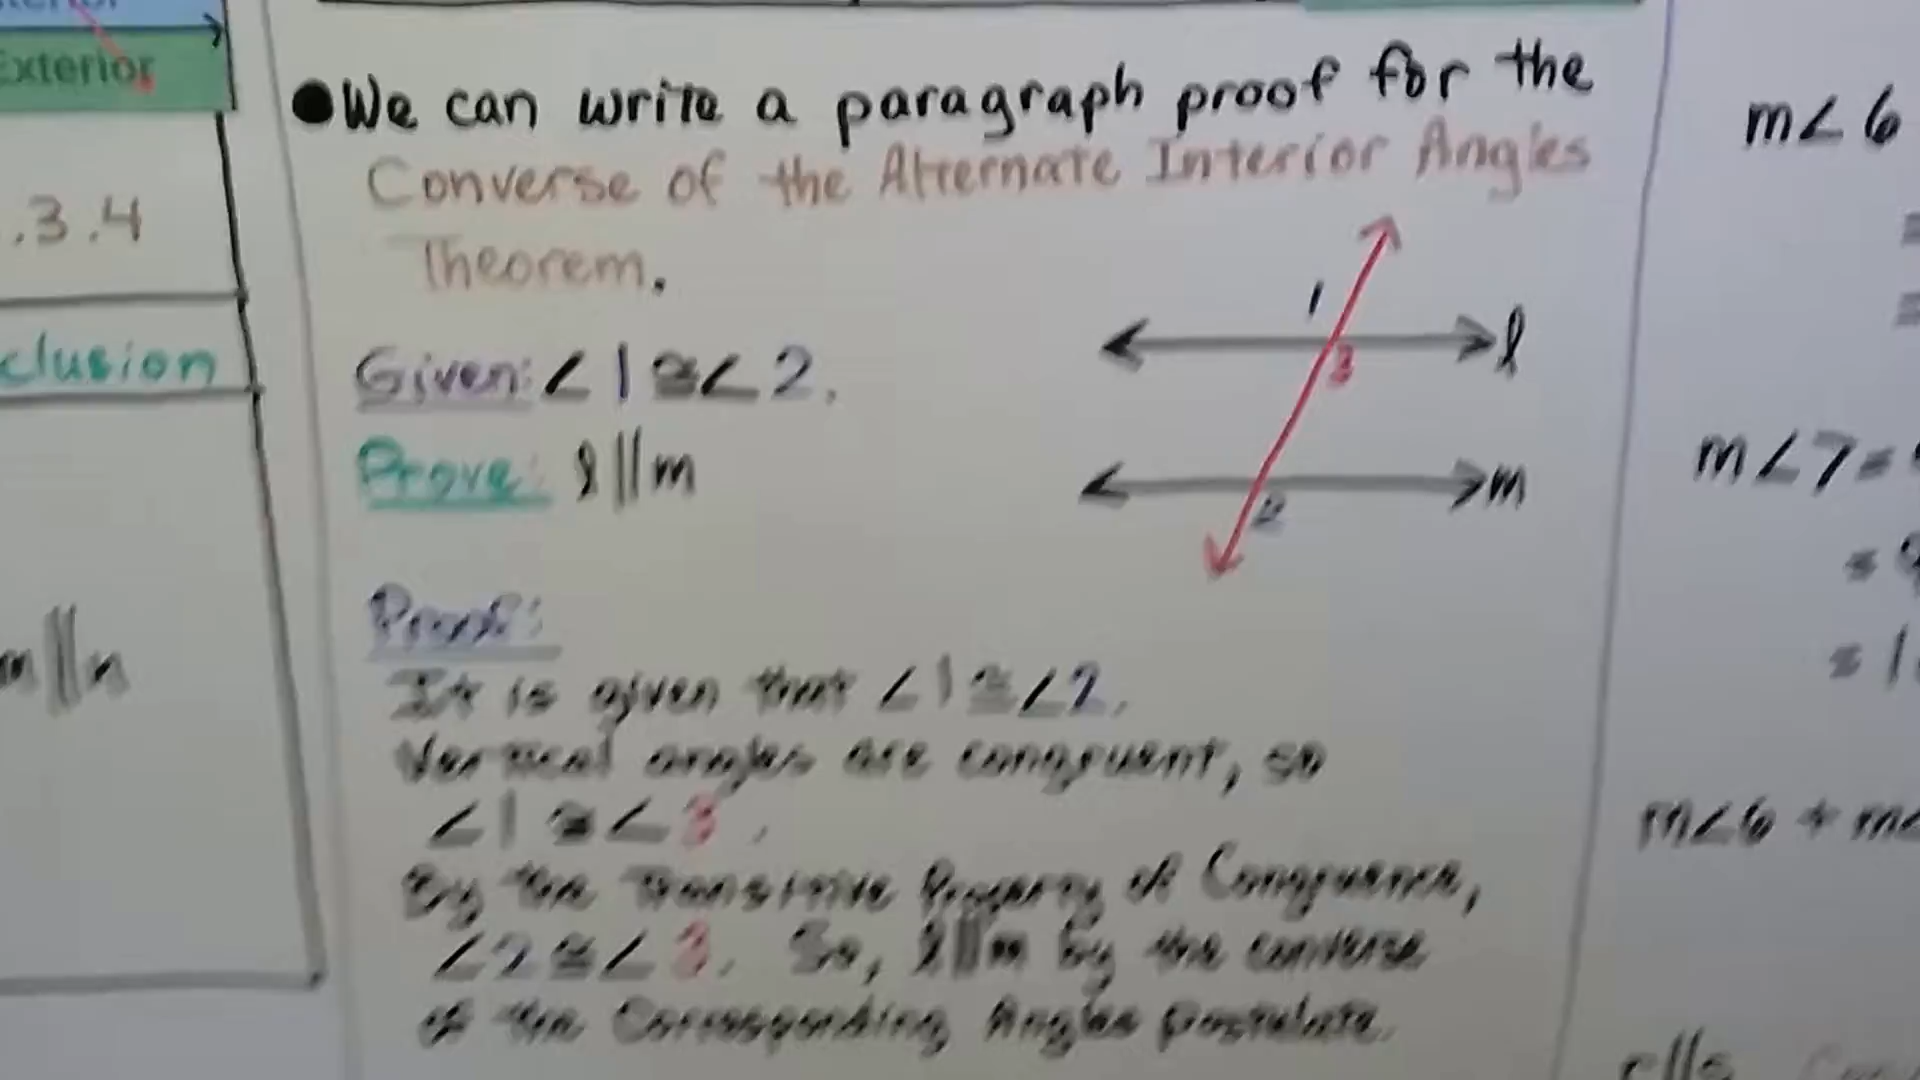 Exterior
.3.4
clusion
m||n
●We can write a paragraph proof for the
Converse of the Alternate Interior Angles
Theorem.
Given: ∠1≅∠2.
Prove: l||m
1
l
3
m
2
Proof:
It is given that ∠1≅∠2.
Vertical angles are congruent, so
∠1≅∠3.
By the Transitive Property of Congruence,
∠2≅∠3. So, l||m by the converse
of the Corresponding Angles Postulate.
m∠6
=
=
m∠7=
=
= 1
m∠6 + m∠